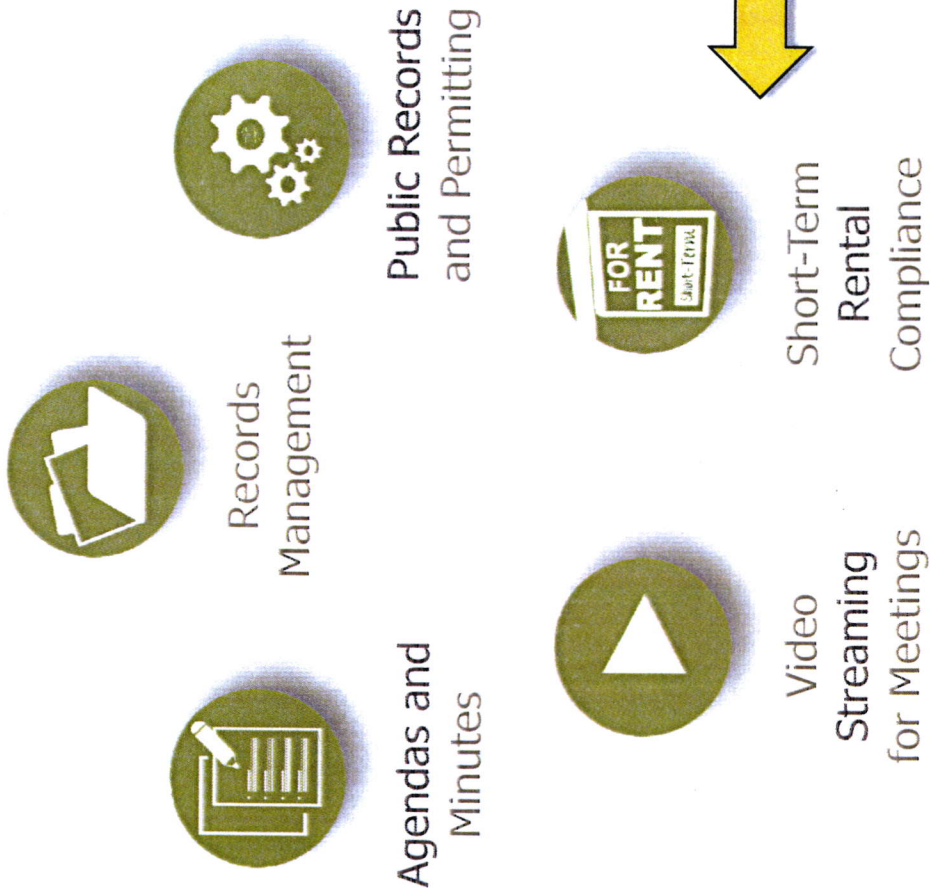 Agendas and
Minutes
Records
Management
Public Records
and Permitting
Video
Streaming
for Meetings
FOR
RENT
Short-Term
Short-Term
Rental
Compliance